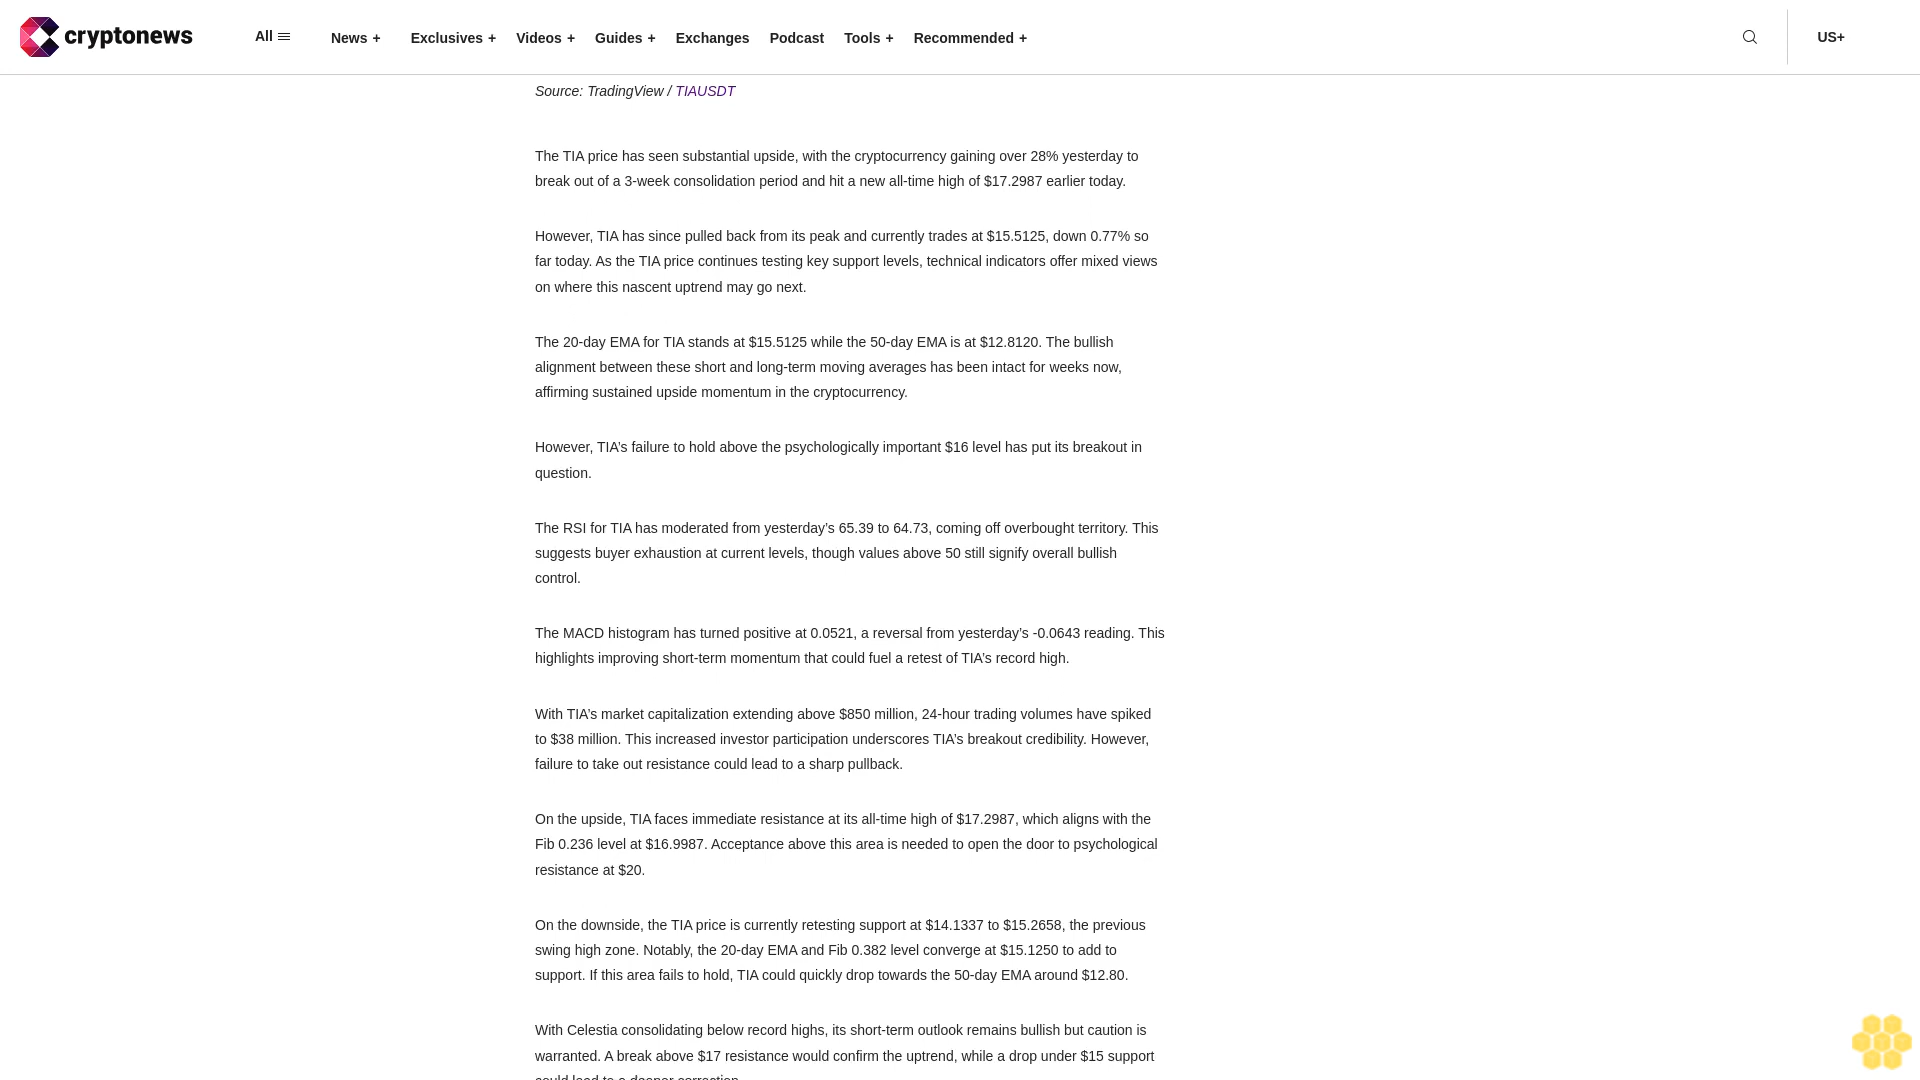 cryptonews
All
News +
Exclusives +
Videos +
Guides +
Exchanges
Podcast
Tools +
Recommended +
US+
Source: TradingView / TIAUSDT
The TIA price has seen substantial upside, with the cryptocurrency gaining over 28% yesterday to
break out of a 3-week consolidation period and hit a new all-time high of $17.2987 earlier today.
However, TIA has since pulled back from its peak and currently trades at $15.5125, down 0.77% so
far today. As the TIA price continues testing key support levels, technical indicators offer mixed views
on where this nascent uptrend may go next.
The 20-day EMA for TIA stands at $15.5125 while the 50-day EMA is at $12.8120. The bullish
alignment between these short and long-term moving averages has been intact for weeks now,
affirming sustained upside momentum in the cryptocurrency.
However, TIA’s failure to hold above the psychologically important $16 level has put its breakout in
question.
The RSI for TIA has moderated from yesterday’s 65.39 to 64.73, coming off overbought territory. This
suggests buyer exhaustion at current levels, though values above 50 still signify overall bullish
control.
The MACD histogram has turned positive at 0.0521, a reversal from yesterday’s -0.0643 reading. This
highlights improving short-term momentum that could fuel a retest of TIA’s record high.
With TIA’s market capitalization extending above $850 million, 24-hour trading volumes have spiked
to $38 million. This increased investor participation underscores TIA’s breakout credibility. However,
failure to take out resistance could lead to a sharp pullback.
On the upside, TIA faces immediate resistance at its all-time high of $17.2987, which aligns with the
Fib 0.236 level at $16.9987. Acceptance above this area is needed to open the door to psychological
resistance at $20.
On the downside, the TIA price is currently retesting support at $14.1337 to $15.2658, the previous
swing high zone. Notably, the 20-day EMA and Fib 0.382 level converge at $15.1250 to add to
support. If this area fails to hold, TIA could quickly drop towards the 50-day EMA around $12.80.
With Celestia consolidating below record highs, its short-term outlook remains bullish but caution is
warranted. A break above $17 resistance would confirm the uptrend, while a drop under $15 support
could lead to a deeper correction.